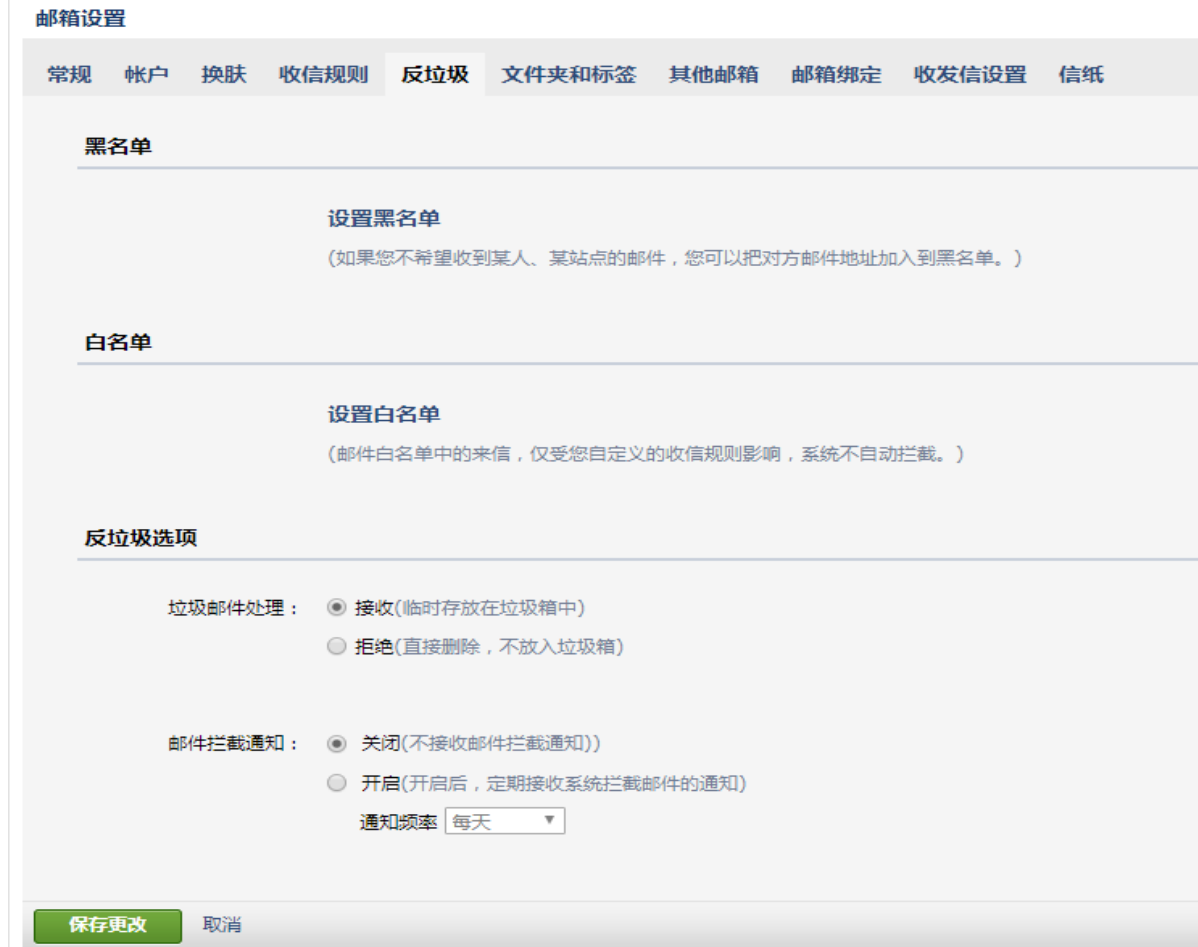 邮箱设置
常规 帐户 换肤 收信规则 反垃圾 文件夹和标签 其他邮箱 邮箱绑定 收发信设置 信纸
黑名单
设置黑名单
(如果您不希望收到某人、某站点的邮件，您可以把对方邮件地址加入到黑名单。)
白名单
设置白名单
(邮件白名单中的来信，仅受您自定义的收信规则影响，系统不自动拦截。)
反垃圾选项
垃圾邮件处理： 接收(临时存放在垃圾箱中)
拒绝(直接删除，不放入垃圾箱)
邮件拦截通知： 关闭(不接收邮件拦截通知))
开启(开启后，定期接收系统拦截邮件的通知)
通知频率 每天
保存更改 取消